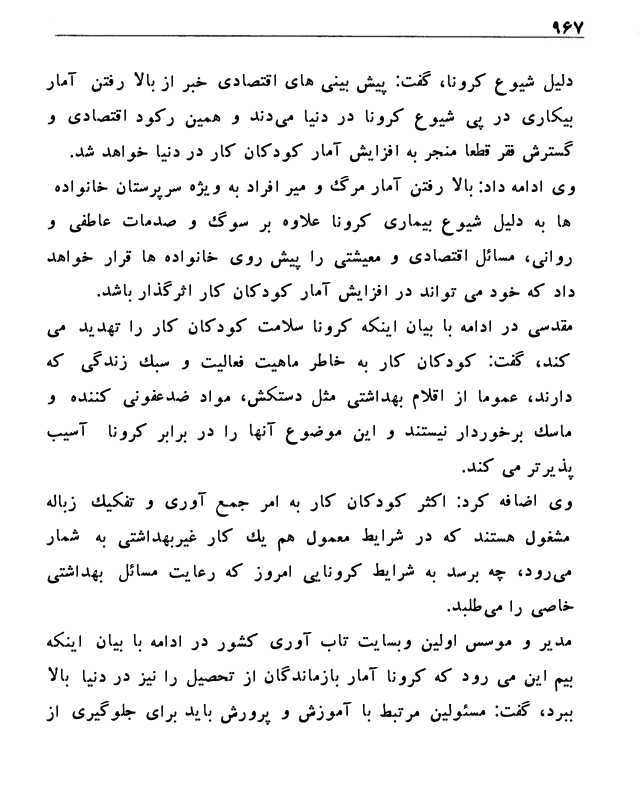 ۹۶۷
دلیل شیوع کرونا، گفت: پیش بینی های اقتصادی خبر از بالا رفتن آمار
بیکاری در پی شیوع کرونا در دنیا می‌دند و همین رکود اقتصادی و
گسترش فقر قطعا منجر به افزایش آمار کودکان کار در دنیا خواهد شد.
وی ادامه داد: بالا رفتن آمار مرگ و میر افراد به ویژه سرپرستان خانواده
ها به دلیل شیوع بیماری کرونا علاوه بر سوگ و صدمات عاطفی و
روانی، مسائل اقتصادی و معیشتی را پیش روی خانواده ها قرار خواهد
داد که خود می تواند در افزایش آمار کودکان کار اثرگذار باشد.
مقدسی در ادامه با بیان اینکه کرونا سلامت کودکان کار را تهدید می
کند، گفت: کودکان کار به خاطر ماهیت فعالیت و سبك زندگی که
دارند، عموما از اقلام بهداشتی مثل دستکش، مواد ضدعفونی کننده و
ماسك برخوردار نیستند و این موضوع آنها را در برابر کرونا آسیب
پذیرتر می کند.
وی اضافه کرد: اکثر کودکان کار به امر جمع آوری و تفکیك زباله
مشغول هستند که در شرایط معمول هم یك کار غیربهداشتی به شمار
می‌رود، چه برسد به شرایط کرونایی امروز که رعایت مسائل بهداشتی
خاصی را می‌طلبد.
مدیر و موسس اولین وبسایت تاب آوری کشور در ادامه با بیان اینکه
بیم این می رود که کرونا آمار بازماندگان از تحصیل را نیز در دنیا بالا
ببرد، گفت: مسئولین مرتبط با آموزش و پرورش باید برای جلوگیری از